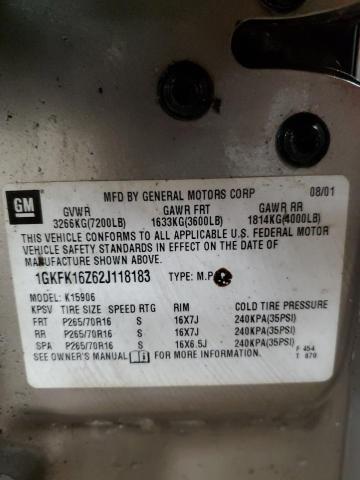 GM
MFD BY GENERAL MOTORS CORP 08/01
GVWR GAWR FRT GAWR RR
3266KG(7200LB) 1633KG(3600LB) 1814KG(4000LB)
THIS VEHICLE CONFORMS TO ALL APPLICABLE U.S. FEDERAL MOTOR
VEHICLE SAFETY STANDARDS IN EFFECT ON THE DATE OF
MANUFACTURE SHOWN ABOVE.
1GKFK16Z62J118183 TYPE: M.P.
MODEL: K15906
KPSV TIRE SIZE SPEED RTG RIM COLD TIRE PRESSURE
FRT P265/70R16 S 16X7J 240KPA(35PSI)
RR P265/70R16 S 16X7J 240KPA(35PSI)
SPA P265/70R16 S 16X6.5J 240KPA(35PSI)
SEE OWNER'S MANUAL FOR ADDITIONAL INFORMATION.
F 454
T 870